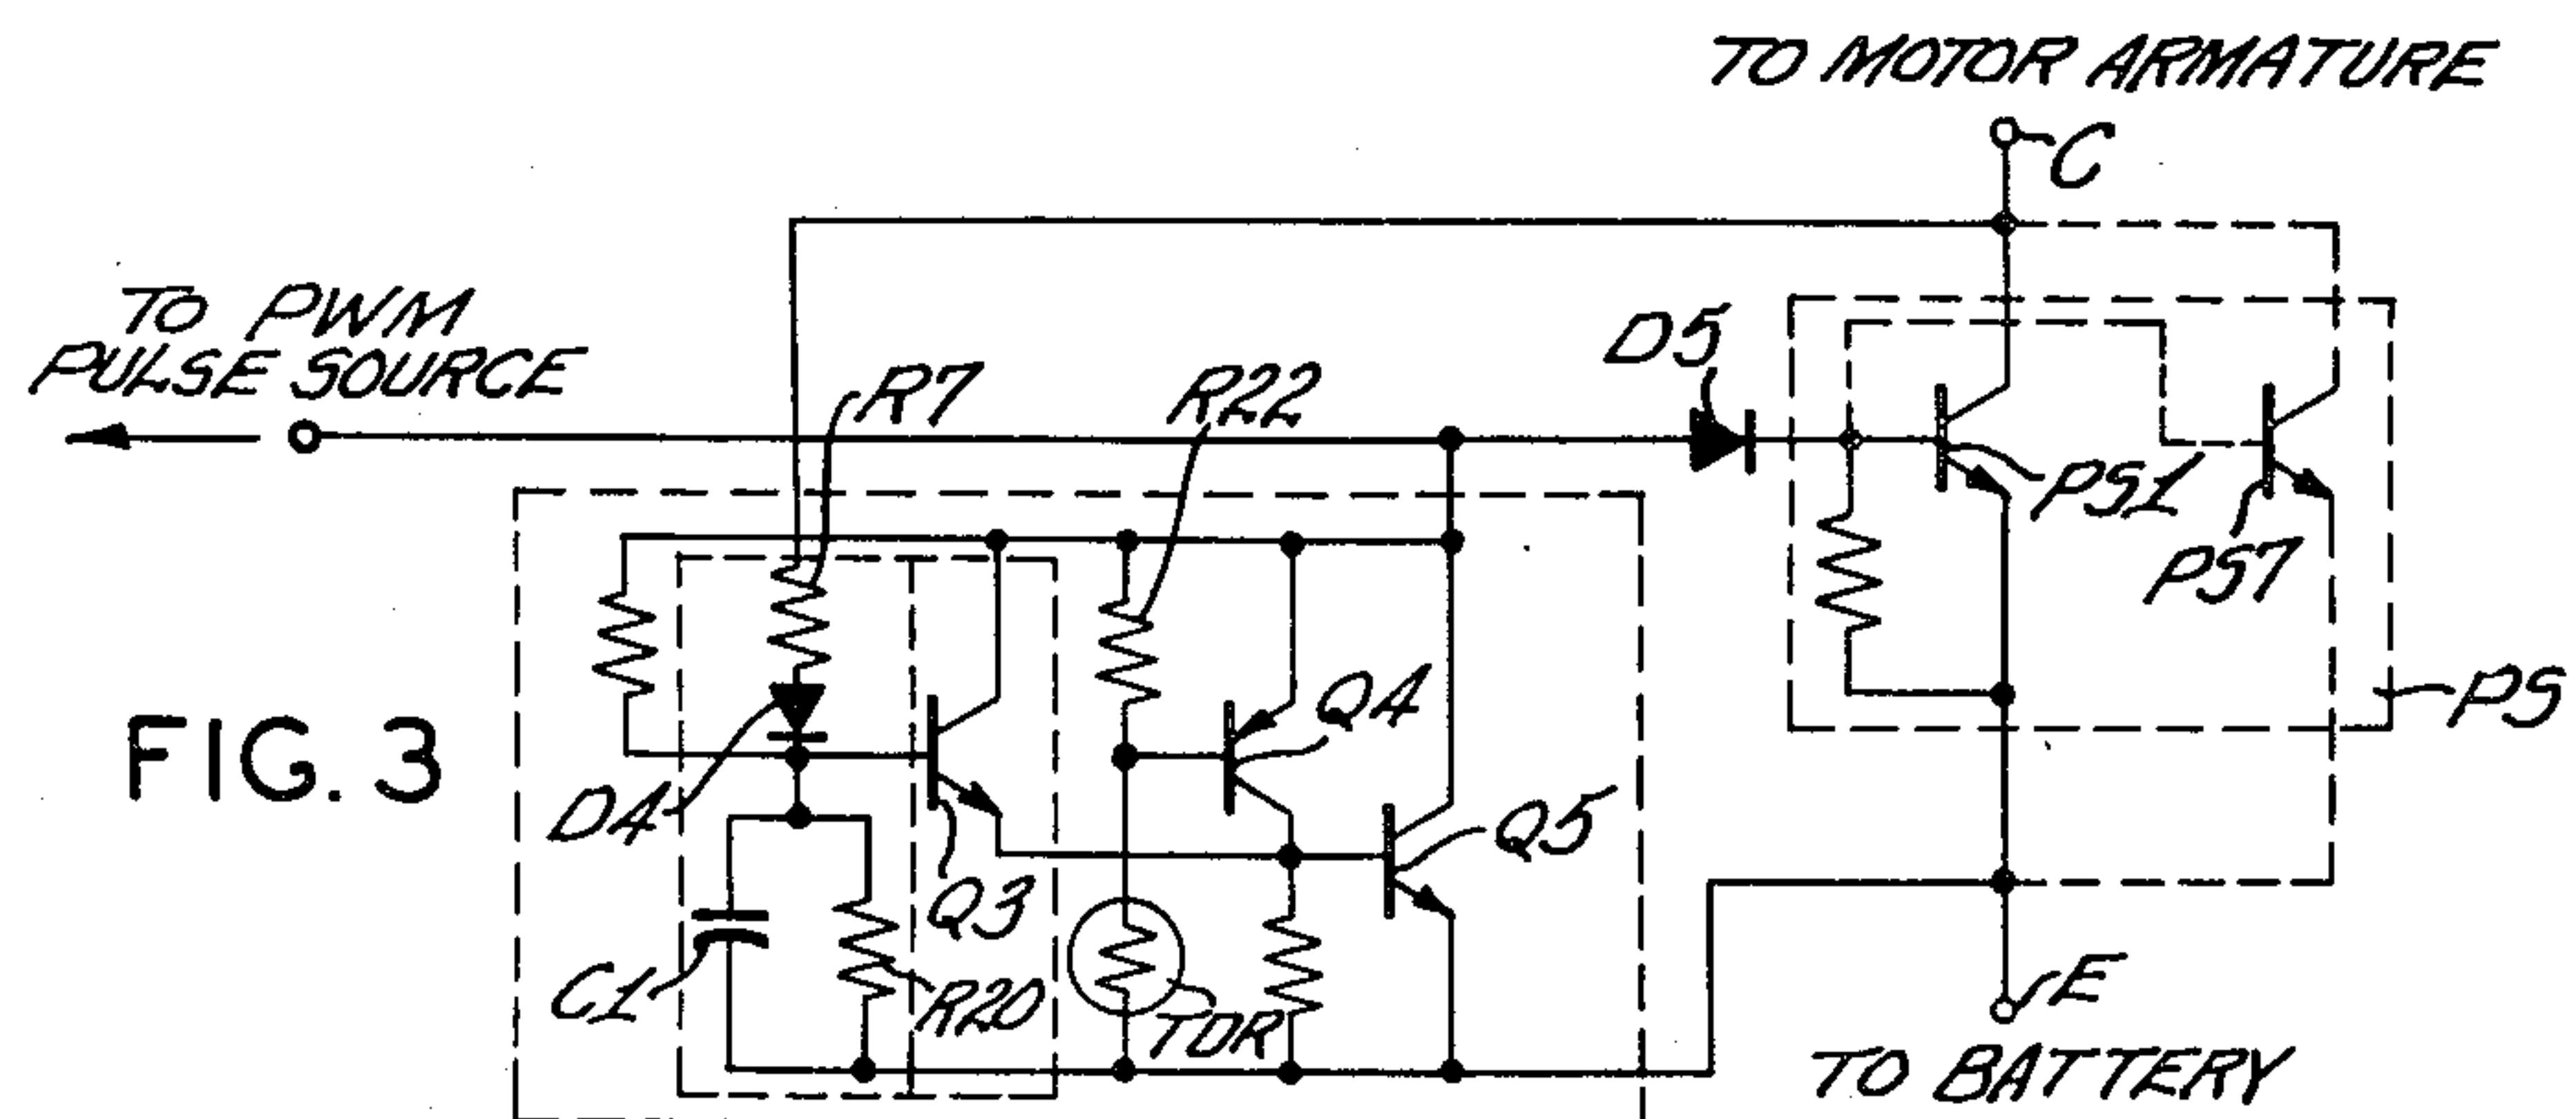 TO MOTOR ARMATURE
C
TO PWM
PULSE SOURCE
R7
R22
D5
PS1
PS7
PS
FIG. 3
D4
Q4
Q5
Q3
C1
R20
TDR
E
TO BATTERY